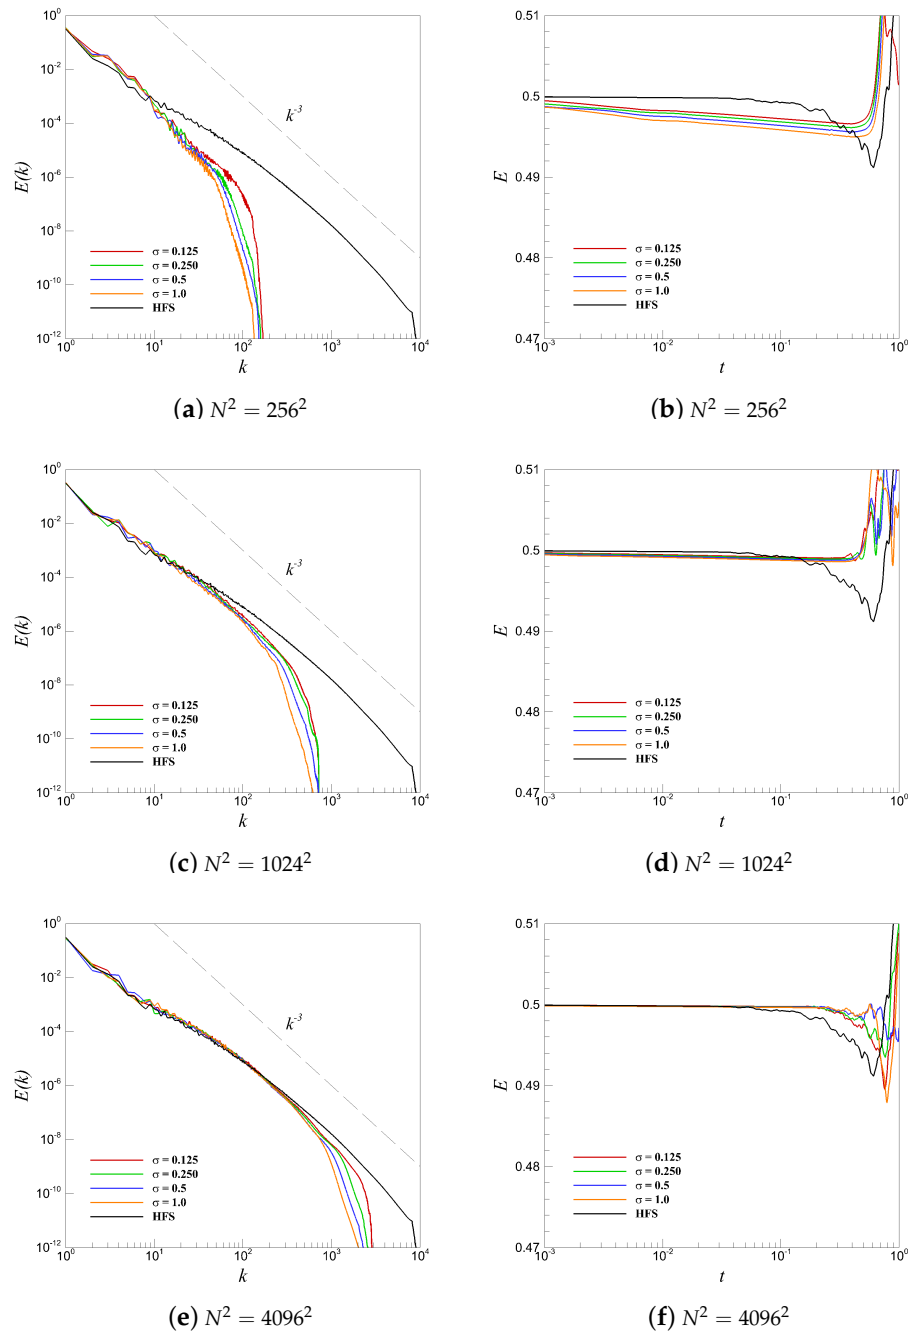 10^0
10^-2
10^-4
10^-6
10^-8
10^-10
10^-12
E(k)
k^-3
σ = 0.125
σ = 0.250
σ = 0.5
σ = 1.0
HFS
10^0 10^1 10^2 10^3 10^4
k
(a) N^2 = 256^2
0.51
0.5
0.49
0.48
0.47
E
σ = 0.125
σ = 0.250
σ = 0.5
σ = 1.0
HFS
10^-3 10^-2 10^-1 10^0
t
(b) N^2 = 256^2
10^0
10^-2
10^-4
10^-6
10^-8
10^-10
10^-12
E(k)
k^-3
σ = 0.125
σ = 0.250
σ = 0.5
σ = 1.0
HFS
10^0 10^1 10^2 10^3 10^4
k
(c) N^2 = 1024^2
0.51
0.5
0.49
0.48
0.47
E
σ = 0.125
σ = 0.250
σ = 0.5
σ = 1.0
HFS
10^-3 10^-2 10^-1 10^0
t
(d) N^2 = 1024^2
10^0
10^-2
10^-4
10^-6
10^-8
10^-10
10^-12
E(k)
k^-3
σ = 0.125
σ = 0.250
σ = 0.5
σ = 1.0
HFS
10^0 10^1 10^2 10^3 10^4
k
(e) N^2 = 4096^2
0.51
0.5
0.49
0.48
0.47
E
σ = 0.125
σ = 0.250
σ = 0.5
σ = 1.0
HFS
10^-3 10^-2 10^-1 10^0
t
(f) N^2 = 4096^2